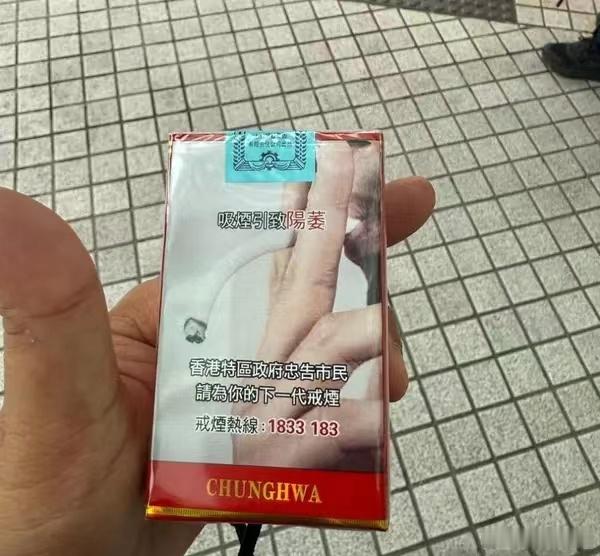 吸煙引致陽萎
香港特區政府忠告市民
請為你的下一代戒煙
戒煙熱線:1833 183
CHUNGHWA